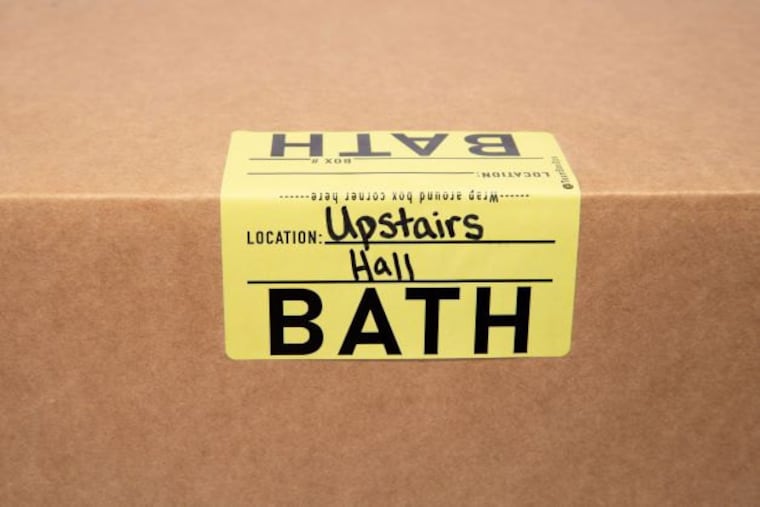 BATH
BOX #
LOCATION:
Wrap around box corner here
LOCATION: Upstairs
Hall
BATH